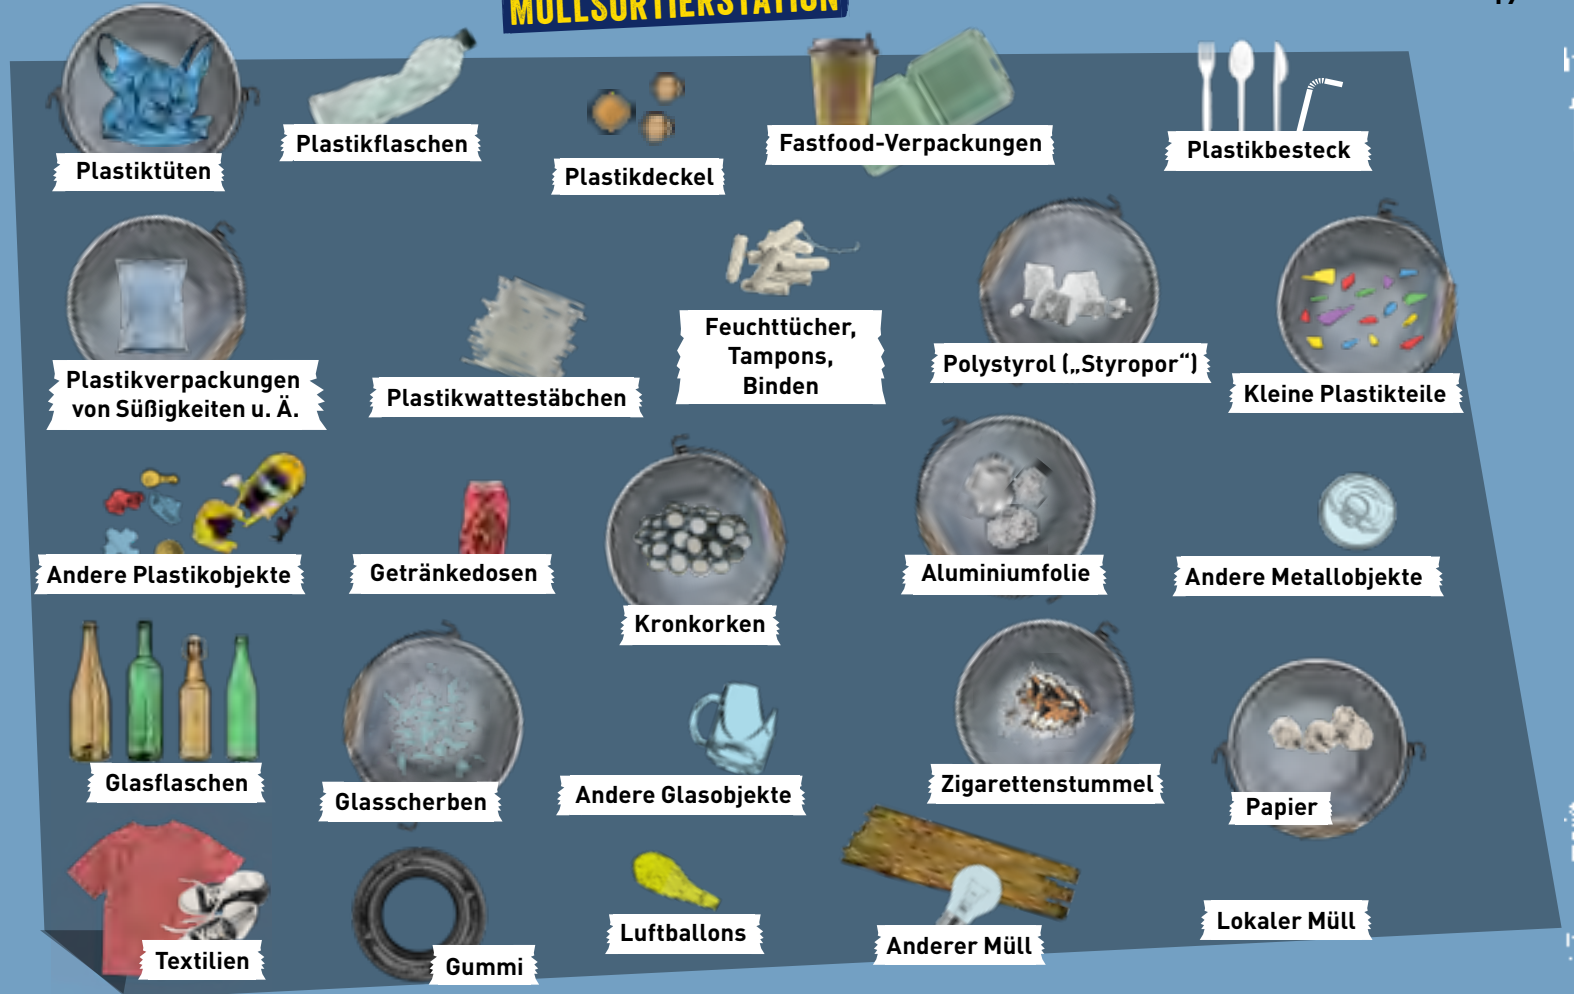 MÜLLSORTIERSTATION
Plastiktüten
Plastikflaschen
Plastikdeckel
Fastfood-Verpackungen
Plastikbesteck
Plastikverpackungen
von Süßigkeiten u. Ä.
Plastikwattestäbchen
Feuchttücher,
Tampons,
Binden
Polystyrol („Styropor“)
Kleine Plastikteile
Andere Plastikobjekte
Getränkedosen
Kronkorken
Aluminiumfolie
Andere Metallobjekte
Glasflaschen
Glasscherben
Andere Glasobjekte
Zigarettenstummel
Papier
Textilien
Gummi
Luftballons
Anderer Müll
Lokaler Müll